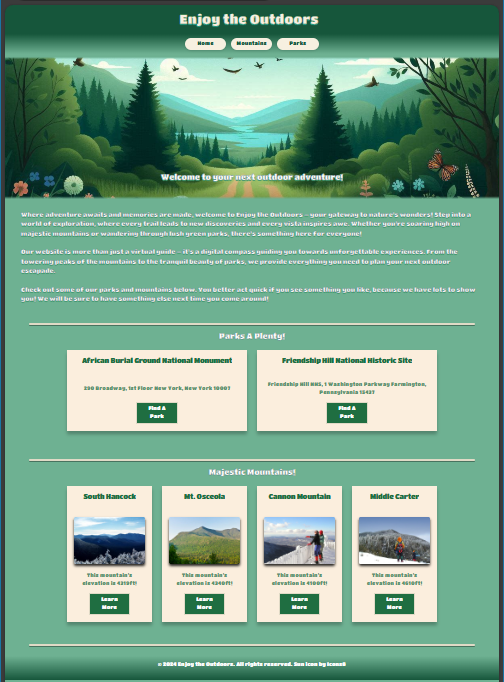 Enjoy the Outdoors
Home Mountains Parks
Welcome to your next outdoor adventure!
Where adventure awaits and memories are made, welcome to Enjoy the Outdoors – your gateway to nature's wonders! Step into a
world of exploration, where every trail leads to new discoveries and every vista inspires awe. Whether you're soaring high on
majestic mountains or wandering through lush green parks, there's something here for everyone!
Our website is more than just a virtual guide – it's a digital compass guiding you towards unforgettable experiences. From the
towering peaks of the mountains to the tranquil beauty of parks, we provide everything you need to plan your next outdoor
escapade.
Check out some of our parks and mountains below. You better act quick if you see something you like, because we have lots to show
you! We will be sure to have something else next time you come around!
Parks A Plenty!
African Burial Ground National Monument
290 Broadway, 1st Floor New York, New York 10007
Find A
Park
Friendship Hill National Historic Site
Friendship Hill NHS, 1 Washington Parkway Farmington,
Pennsylvania 15437
Find A
Park
Majestic Mountains!
South Hancock
This mountain's
elevation is 4319ft!
Learn
More
Mt. Osceola
This mountain's
elevation is 4340ft!
Learn
More
Cannon Mountain
This mountain's
elevation is 4100ft!
Learn
More
Middle Carter
This mountain's
elevation is 4610ft!
Learn
More
© 2024 Enjoy the Outdoors. All rights reserved. Sun icon by Icons8